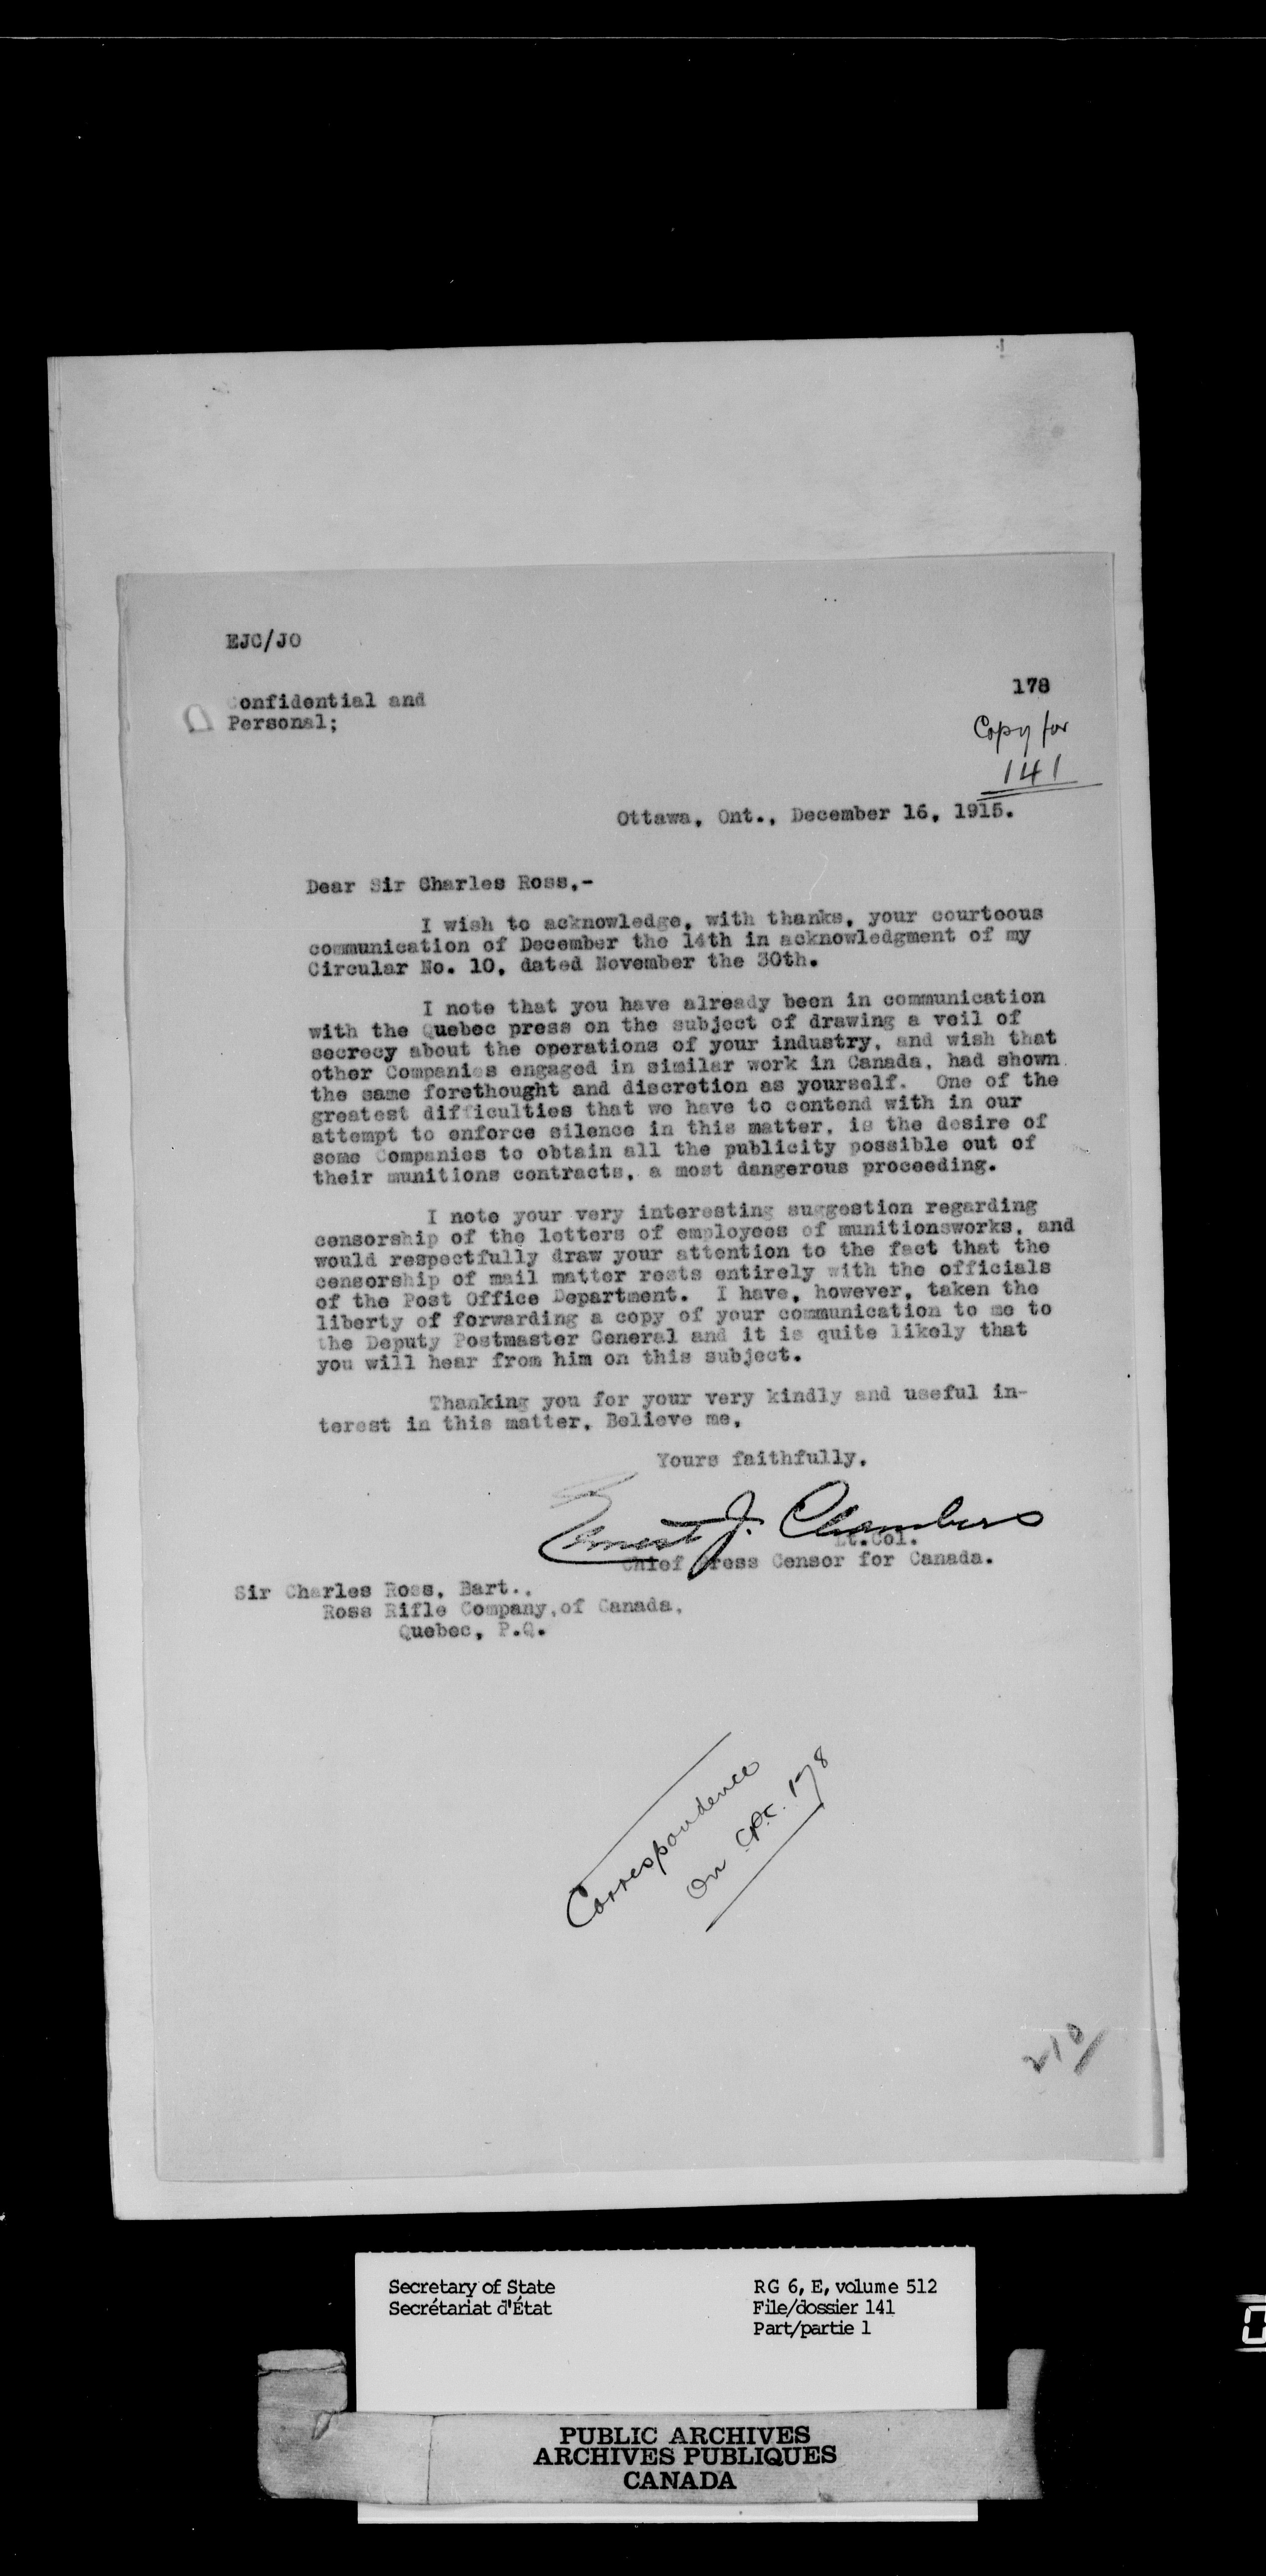 EJC/JO
Confidential and
Personal;
178
Copy for
141
Ottawa, Ont., December 16, 1915.
Dear Sir Charles Ross,-
I wish to acknowledge, with thanks, your courteous
communication of December the 14th in acknowledgment of my
Circular No. 10, dated November the 30th.
I note that you have already been in communication
with the Quebec press on the subject of drawing a veil of
secrecy about the operations of your industry, and wish that
other Companies engaged in similar work in Canada, had shown
the same forethought and discretion as yourself. One of the
greatest difficulties that we have to contend with in our
attempt to enforce silence in this matter, is the desire of
some Companies to obtain all the publicity possible out of
their munitions contracts, a most dangerous proceeding.
I note your very interesting suggestion regarding
censorship of the letters of employees of munitionsworks, and
would respectfully draw your attention to the fact that the
censorship of mail matter rests entirely with the officials
of the Post Office Department. I have, however, taken the
liberty of forwarding a copy of your communication to me to
the Deputy Postmaster General and it is quite likely that
you will hear from him on this subject.
Thanking you for your very kindly and useful in-
terest in this matter, Believe me,
Yours faithfully,
Ernest J. Chambers
Lt.Col.
Chief Press Censor for Canada.
Sir Charles Ross, Bart.,
Ross Rifle Company,of Canada,
Quebec, P.Q.
Correspondence
on CPC. 178
210
Secretary of State
Secrétariat d'État
RG 6, E, volume 512
File/dossier 141
Part/partie 1
PUBLIC ARCHIVES
ARCHIVES PUBLIQUES
CANADA